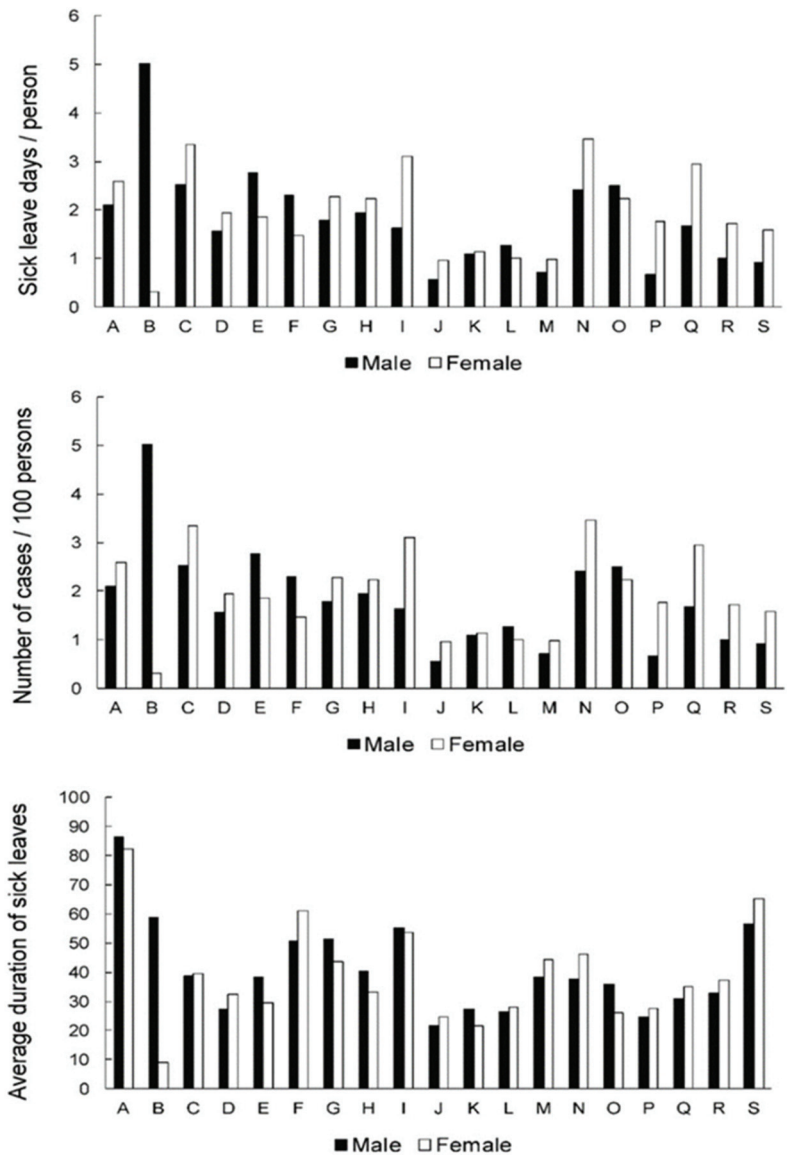 Sick leave days / person
6
5
4
3
2
1
0
A B C D E F G H I J K L M N O P Q R S
Male Female
Number of cases / 100 persons
6
5
4
3
2
1
0
A B C D E F G H I J K L M N O P Q R S
Male Female
Average duration of sick leaves
100
90
80
70
60
50
40
30
20
10
0
A B C D E F G H I J K L M N O P Q R S
Male Female